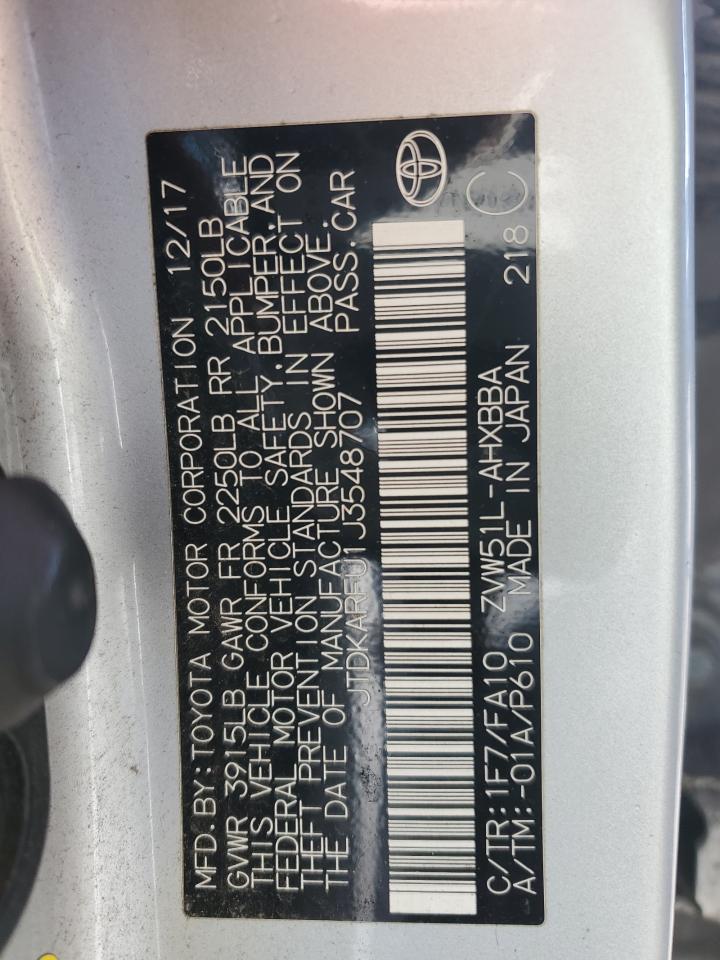 MFD.BY:TOYOTA MOTOR CORPORATION 12/17
GVWR 3915LB GAWR FR 2250LB RR 2150LB
THIS VEHICLE CONFORMS TO ALL APPLICABLE
FEDERAL MOTOR VEHICLE SAFETY,BUMPER,AND
THEFT PREVENTION STANDARDS IN EFFECT ON
THE DATE OF MANUFACTURE SHOWN ABOVE.
JTDKARFU1J3548707 PASS.CAR
C/TR:1F7/FA10 ZVW51L-AHXBBA
A/TM:-01A/P610 MADE IN JAPAN 218 C